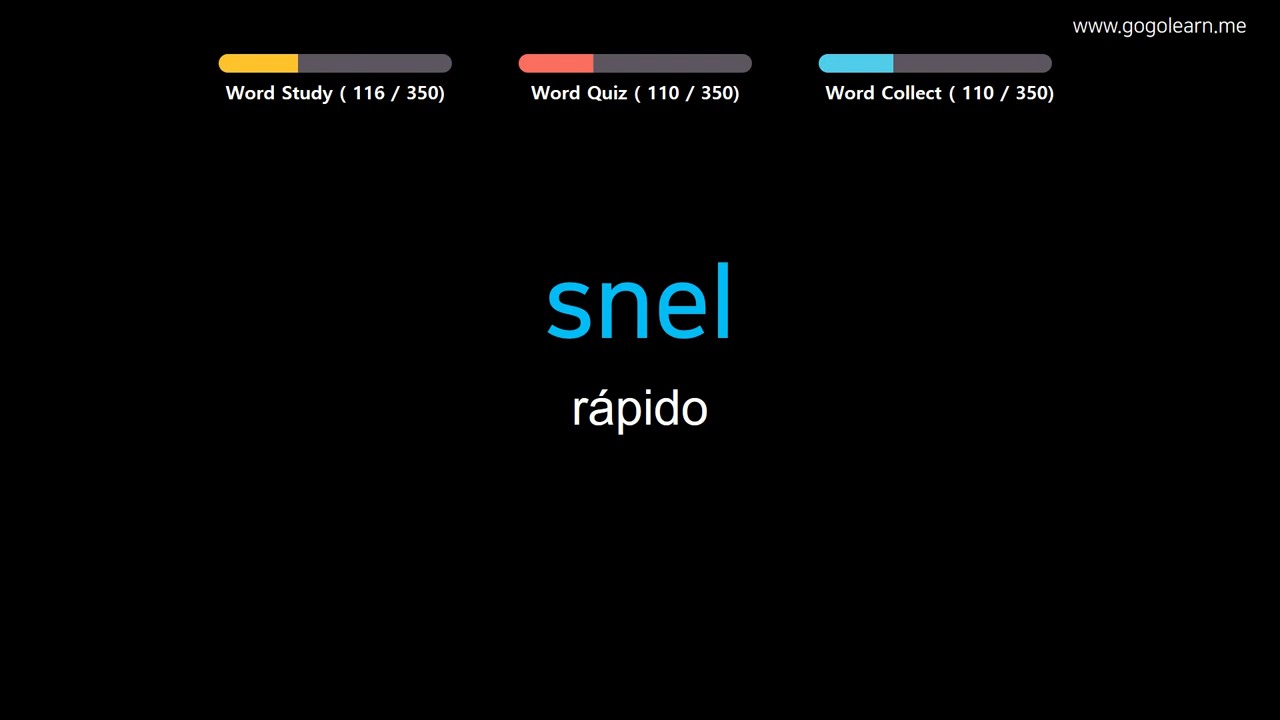 www.gogolearn.me
Word Study ( 116 / 350)
Word Quiz ( 110 / 350)
Word Collect ( 110 / 350)
snel
rápido